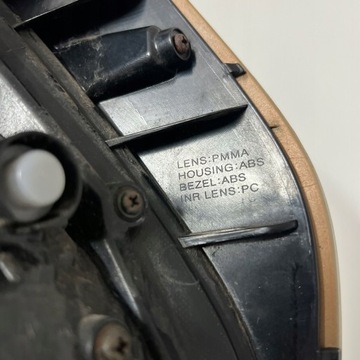 LENS:PMMA
HOUSING:ABS
BEZEL:ABS
INR LENS:PC